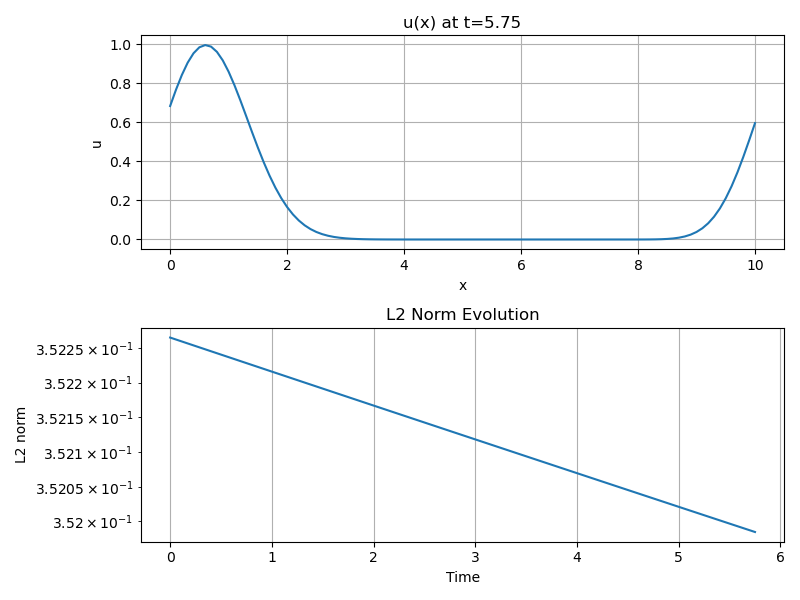 u(x) at t=5.75
1.0
0.8
0.6
0.4
0.2
0.0
u
0 2 4 6 8 10
x
L2 Norm Evolution
3.5225 × 10⁻¹
3.522 × 10⁻¹
3.5215 × 10⁻¹
3.521 × 10⁻¹
3.5205 × 10⁻¹
3.52 × 10⁻¹
L2 norm
0 1 2 3 4 5 6
Time